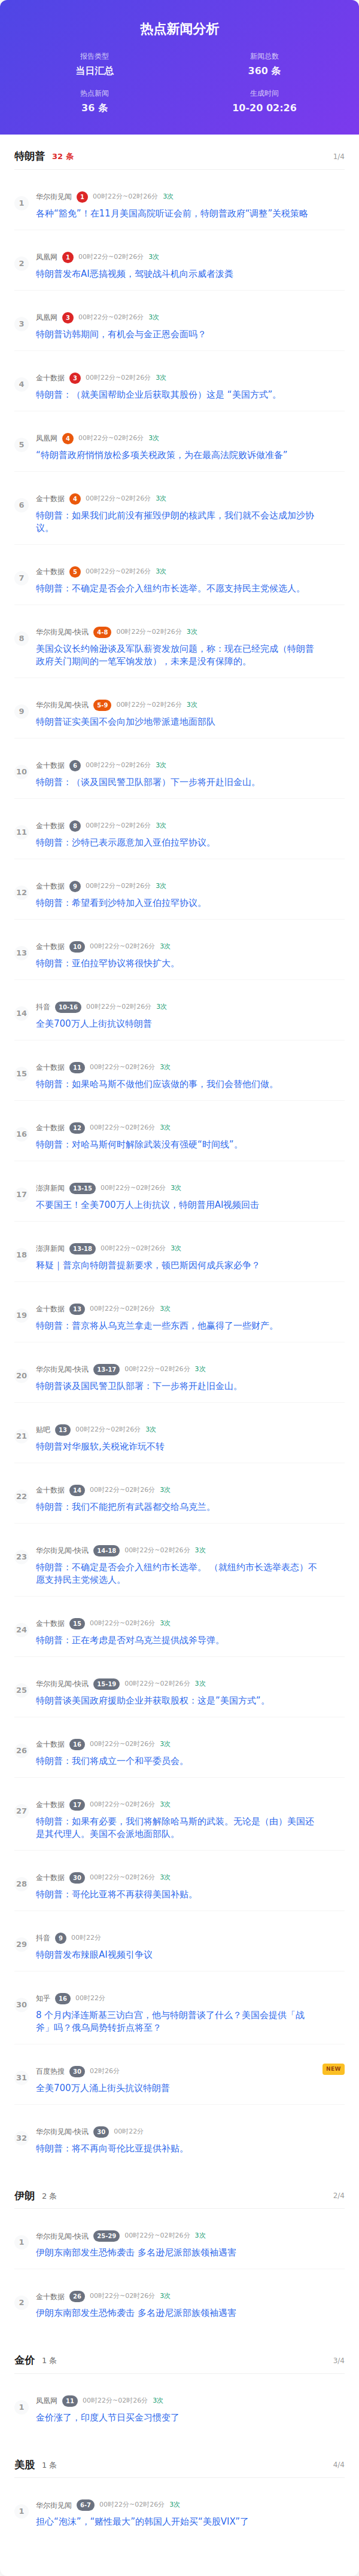 热点新闻分析
报告类型
当日汇总
新闻总数
360 条
热点新闻
36 条
生成时间
10-20 02:26
特朗普 32 条 1/4
1
华尔街见闻 1 00时22分~02时26分 3次
各种“豁免”！在11月美国高院听证会前，特朗普政府“调整”关税策略
2
凤凰网 1 00时22分~02时26分 3次
特朗普发布AI恶搞视频，驾驶战斗机向示威者泼粪
3
凤凰网 3 00时22分~02时26分 3次
特朗普访韩期间，有机会与金正恩会面吗？
4
金十数据 3 00时22分~02时26分 3次
特朗普：（就美国帮助企业后获取其股份）这是 “美国方式”。
5
凤凰网 4 00时22分~02时26分 3次
“特朗普政府悄悄放松多项关税政策，为在最高法院败诉做准备”
6
金十数据 4 00时22分~02时26分 3次
特朗普：如果我们此前没有摧毁伊朗的核武库，我们就不会达成加沙协
议。
7
金十数据 5 00时22分~02时26分 3次
特朗普：不确定是否会介入纽约市长选举。不愿支持民主党候选人。
8
华尔街见闻-快讯 4-8 00时22分~02时26分 3次
美国众议长约翰逊谈及军队薪资发放问题，称：现在已经完成（特朗普
政府关门期间的一笔军饷发放），未来是没有保障的。
9
华尔街见闻-快讯 5-9 00时22分~02时26分 3次
特朗普证实美国不会向加沙地带派遣地面部队
10
金十数据 6 00时22分~02时26分 3次
特朗普：（谈及国民警卫队部署）下一步将开赴旧金山。
11
金十数据 8 00时22分~02时26分 3次
特朗普：沙特已表示愿意加入亚伯拉罕协议。
12
金十数据 9 00时22分~02时26分 3次
特朗普：希望看到沙特加入亚伯拉罕协议。
13
金十数据 10 00时22分~02时26分 3次
特朗普：亚伯拉罕协议将很快扩大。
14
抖音 10-16 00时22分~02时26分 3次
全美700万人上街抗议特朗普
15
金十数据 11 00时22分~02时26分 3次
特朗普：如果哈马斯不做他们应该做的事，我们会替他们做。
16
金十数据 12 00时22分~02时26分 3次
特朗普：对哈马斯何时解除武装没有强硬“时间线”。
17
澎湃新闻 13-15 00时22分~02时26分 3次
不要国王！全美700万人上街抗议，特朗普用AI视频回击
18
澎湃新闻 13-18 00时22分~02时26分 3次
释疑｜普京向特朗普提新要求，顿巴斯因何成兵家必争？
19
金十数据 13 00时22分~02时26分 3次
特朗普：普京将从乌克兰拿走一些东西，他赢得了一些财产。
20
华尔街见闻-快讯 13-17 00时22分~02时26分 3次
特朗普谈及国民警卫队部署：下一步将开赴旧金山。
21
贴吧 13 00时22分~02时26分 3次
特朗普对华服软,关税讹诈玩不转
22
金十数据 14 00时22分~02时26分 3次
特朗普：我们不能把所有武器都交给乌克兰。
23
华尔街见闻-快讯 14-18 00时22分~02时26分 3次
特朗普：不确定是否会介入纽约市长选举。 （就纽约市长选举表态）不
愿支持民主党候选人。
24
金十数据 15 00时22分~02时26分 3次
特朗普：正在考虑是否对乌克兰提供战斧导弹。
25
华尔街见闻-快讯 15-19 00时22分~02时26分 3次
特朗普谈美国政府援助企业并获取股权：这是“美国方式”。
26
金十数据 16 00时22分~02时26分 3次
特朗普：我们将成立一个和平委员会。
27
金十数据 17 00时22分~02时26分 3次
特朗普：如果有必要，我们将解除哈马斯的武装。无论是（由）美国还
是其代理人。美国不会派地面部队。
28
金十数据 30 00时22分~02时26分 3次
特朗普：哥伦比亚将不再获得美国补贴。
29
抖音 9 00时22分
特朗普发布辣眼AI视频引争议
30
知乎 16 00时22分
8 个月内泽连斯基三访白宫，他与特朗普谈了什么？美国会提供「战
斧」吗？俄乌局势转折点将至？
31
百度热搜 30 02时26分 NEW
全美700万人涌上街头抗议特朗普
32
华尔街见闻-快讯 30 00时22分
特朗普：将不再向哥伦比亚提供补贴。
伊朗 2 条 2/4
1
华尔街见闻-快讯 25-29 00时22分~02时26分 3次
伊朗东南部发生恐怖袭击 多名逊尼派部族领袖遇害
2
金十数据 26 00时22分~02时26分 3次
伊朗东南部发生恐怖袭击 多名逊尼派部族领袖遇害
金价 1 条 3/4
1
凤凰网 11 00时22分~02时26分 3次
金价涨了，印度人节日买金习惯变了
美股 1 条 4/4
1
华尔街见闻 6-7 00时22分~02时26分 3次
担心“泡沫”，“赌性最大”的韩国人开始买“美股VIX”了